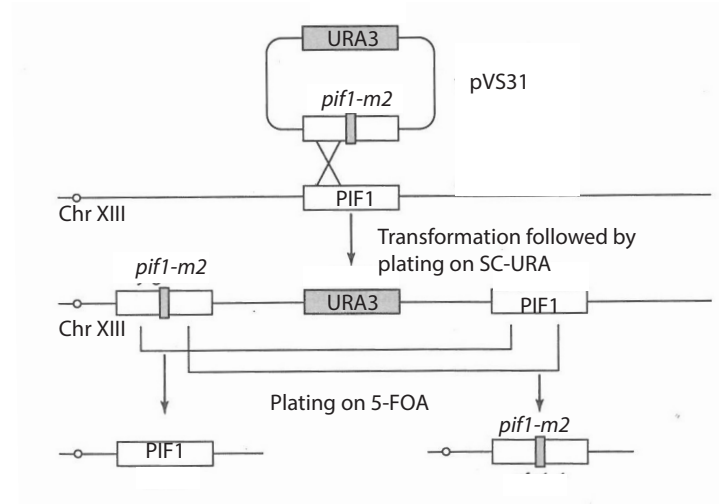 URA3
pVS31
pif1-m2
PIF1
Chr XIII
Transformation followed by
plating on SC-URA
pif1-m2
URA3
PIF1
Chr XIII
Plating on 5-FOA
PIF1
pif1-m2